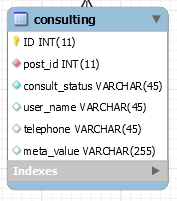 consulting
ID INT(11)
post_id INT(11)
consult_status VARCHAR(45)
user_name VARCHAR(45)
telephone VARCHAR(45)
meta_value VARCHAR(255)
Indexes